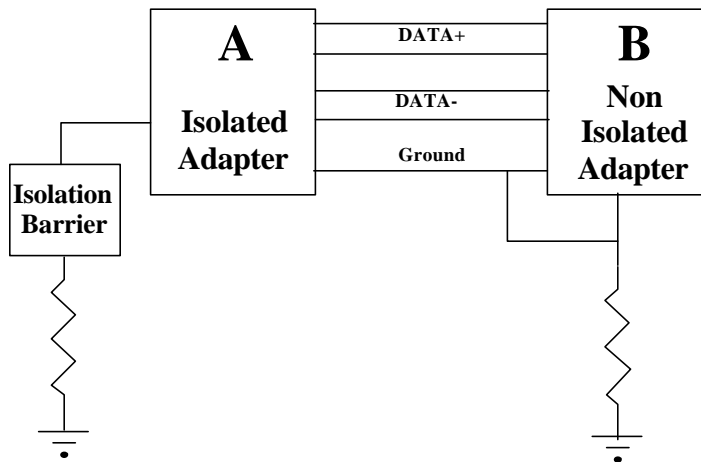 A
Isolated
Adapter
DATA+
DATA-
Ground
B
Non
Isolated
Adapter
Isolation
Barrier